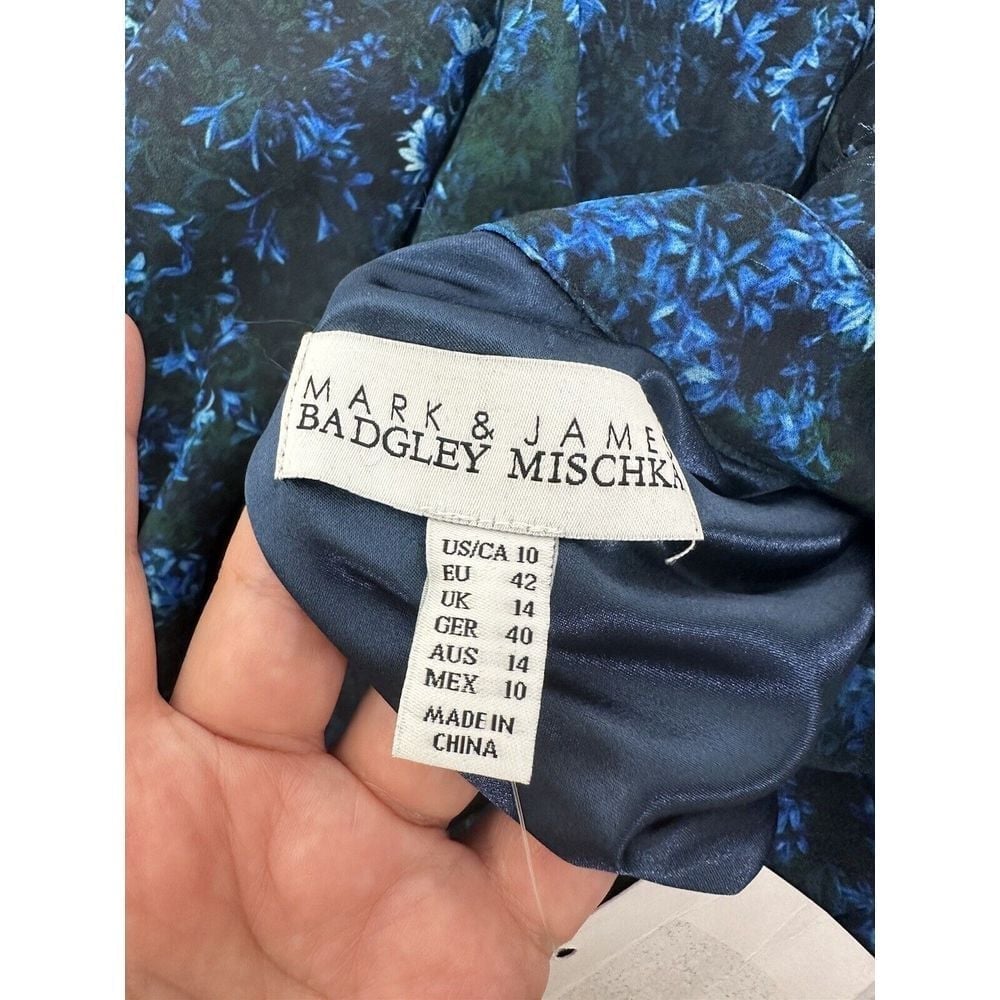 MARK & JAMES
BADGLEY MISCHKA
US/CA 10
EU 42
UK 14
GER 40
AUS 14
MEX 10
MADE IN
CHINA